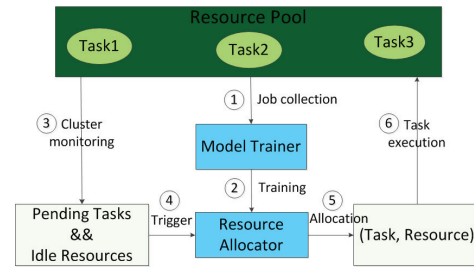 Resource Pool
Task1
Task2
Task3
1 Job collection
3 Cluster
monitoring
6 Task
execution
Model Trainer
2 Training
4
Trigger
5
Allocation
Pending Tasks
&&
Idle Resources
Resource
Allocator
(Task, Resource)